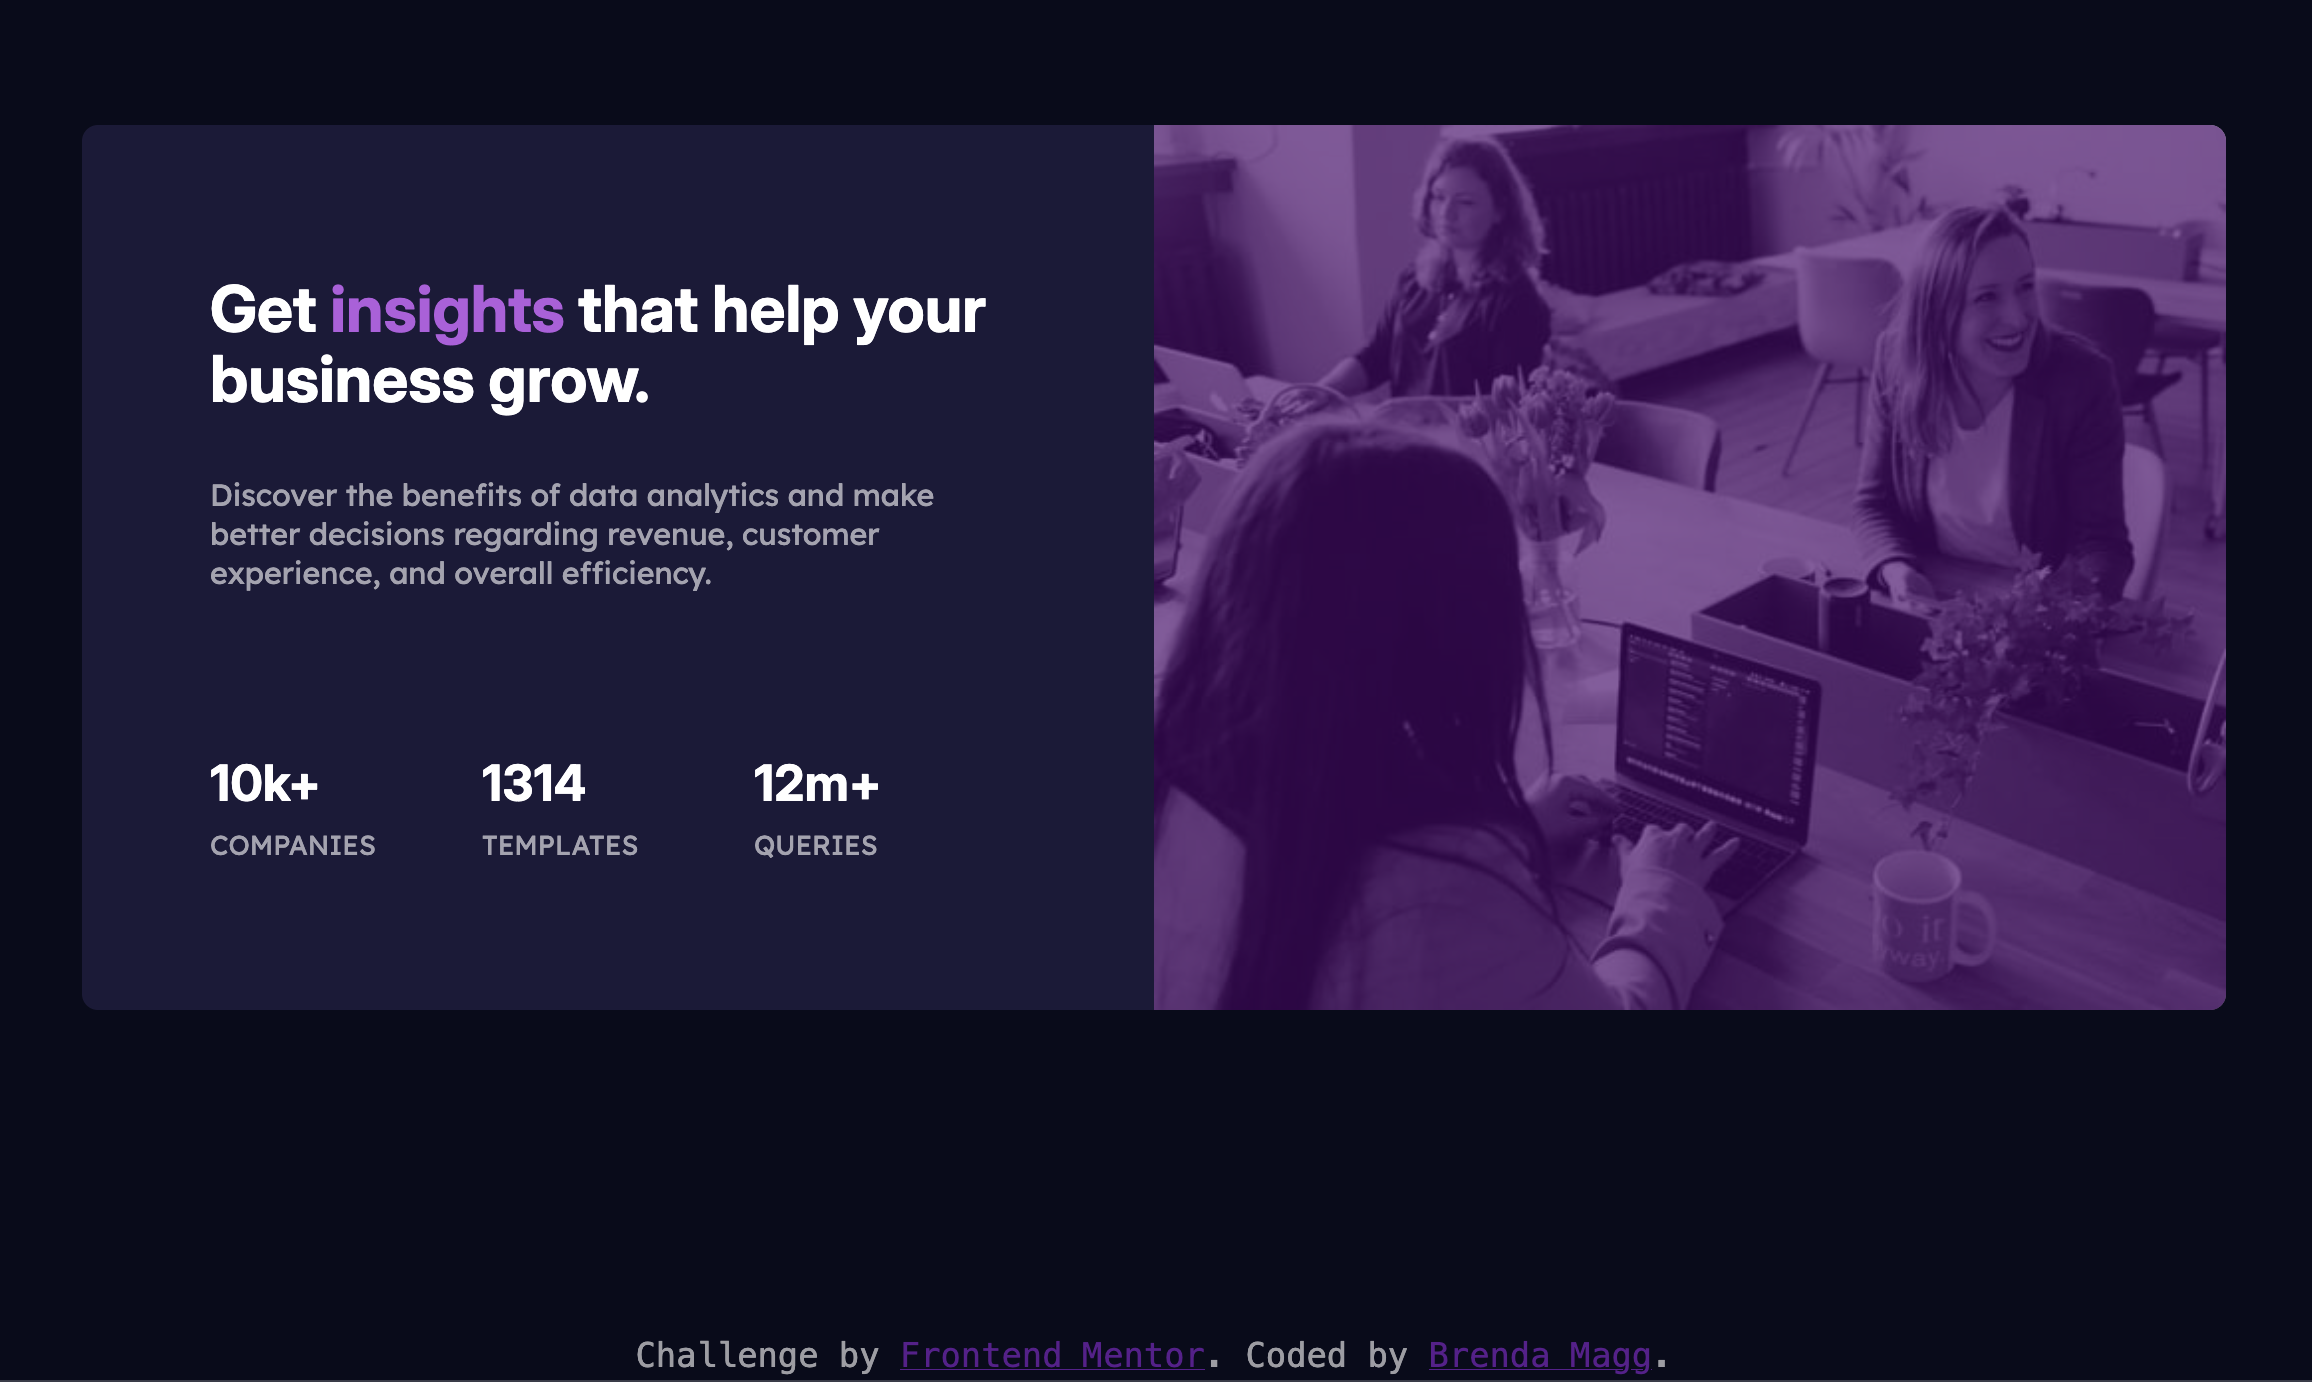 Get insights that help your
business grow.
Discover the benefits of data analytics and make
better decisions regarding revenue, customer
experience, and overall efficiency.
10k+ 1314 12m+
COMPANIES TEMPLATES QUERIES
Challenge by Frontend Mentor. Coded by Brenda Magg.